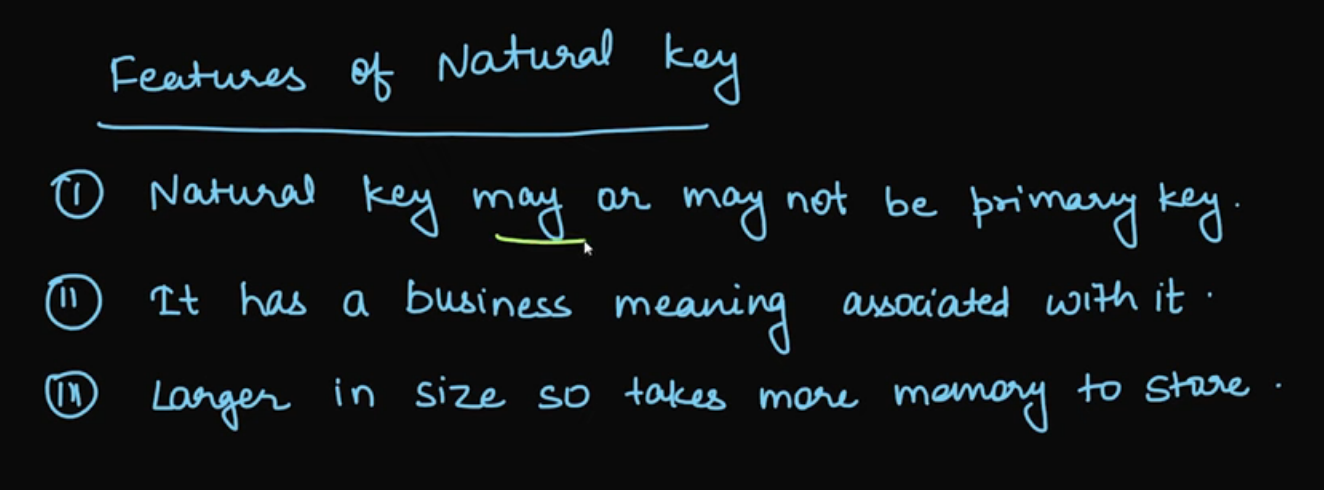 Features of Natural key
(I) Natural key may or may not be primary key.
(II) It has a business meaning associated with it.
(III) Larger in size so takes more memory to store.